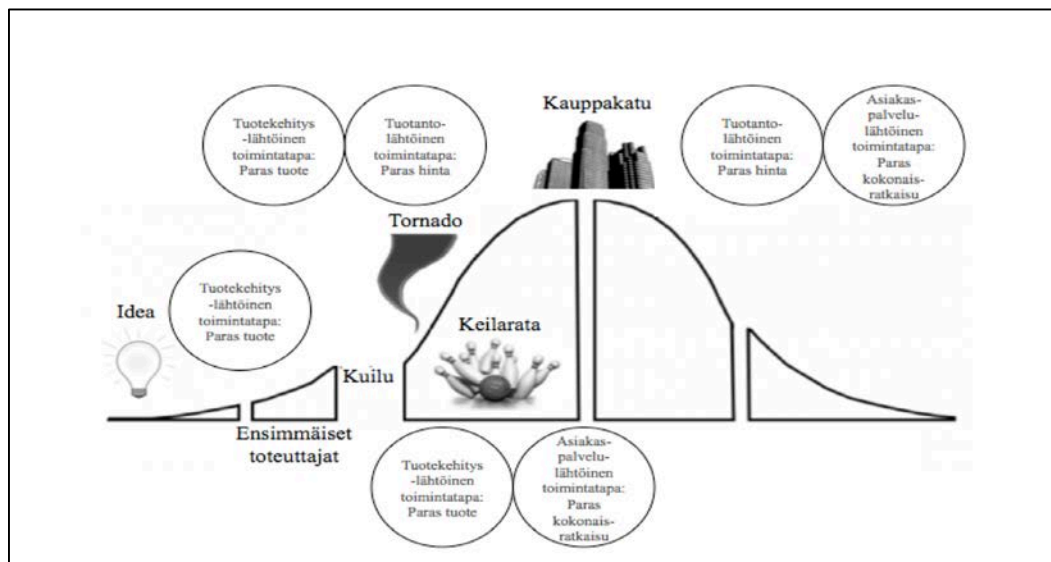 Tuotekehitys
-lähtöinen
toimintatapa:
Paras tuote
Tuotanto-
lähtöinen
toimintatapa:
Paras hinta
Kauppakatu
Tuotanto-
lähtöinen
toimintatapa:
Paras hinta
Asiakas-
palvelu-
lähtöinen
toimintatapa:
Paras
kokonais-
ratkaisu
Tornado
Idea
Tuotekehitys
-lähtöinen
toimintatapa:
Paras tuote
Keilarata
Kuilu
Ensimmäiset
toteuttajat
Tuotekehitys
-lähtöinen
toimintatapa:
Paras tuote
Asiakas-
palvelu-
lähtöinen
toimintatapa:
Paras
kokonais-
ratkaisu